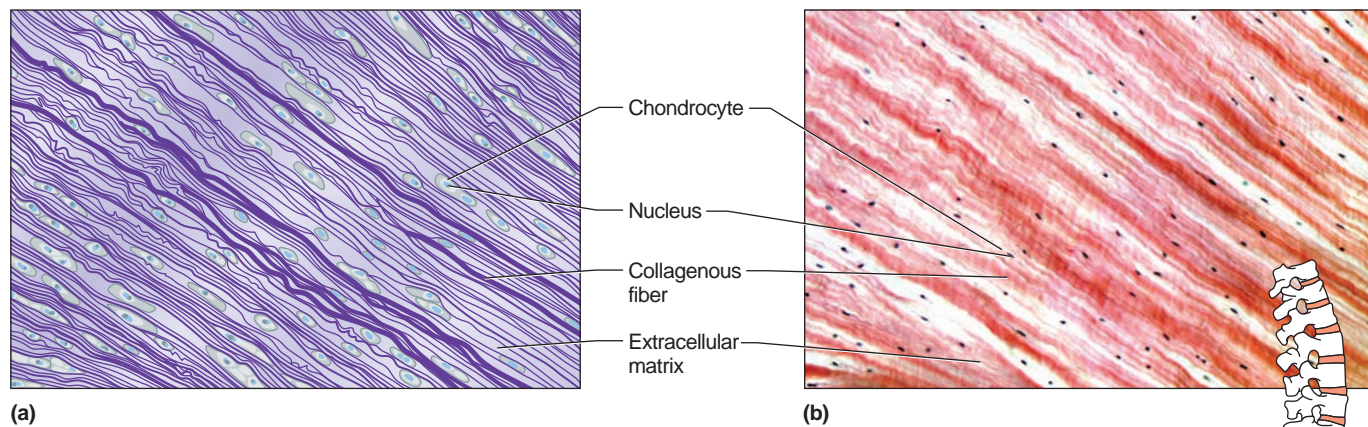 Chondrocyte
Nucleus
Collagenous
fiber
Extracellular
matrix
(a)
(b)